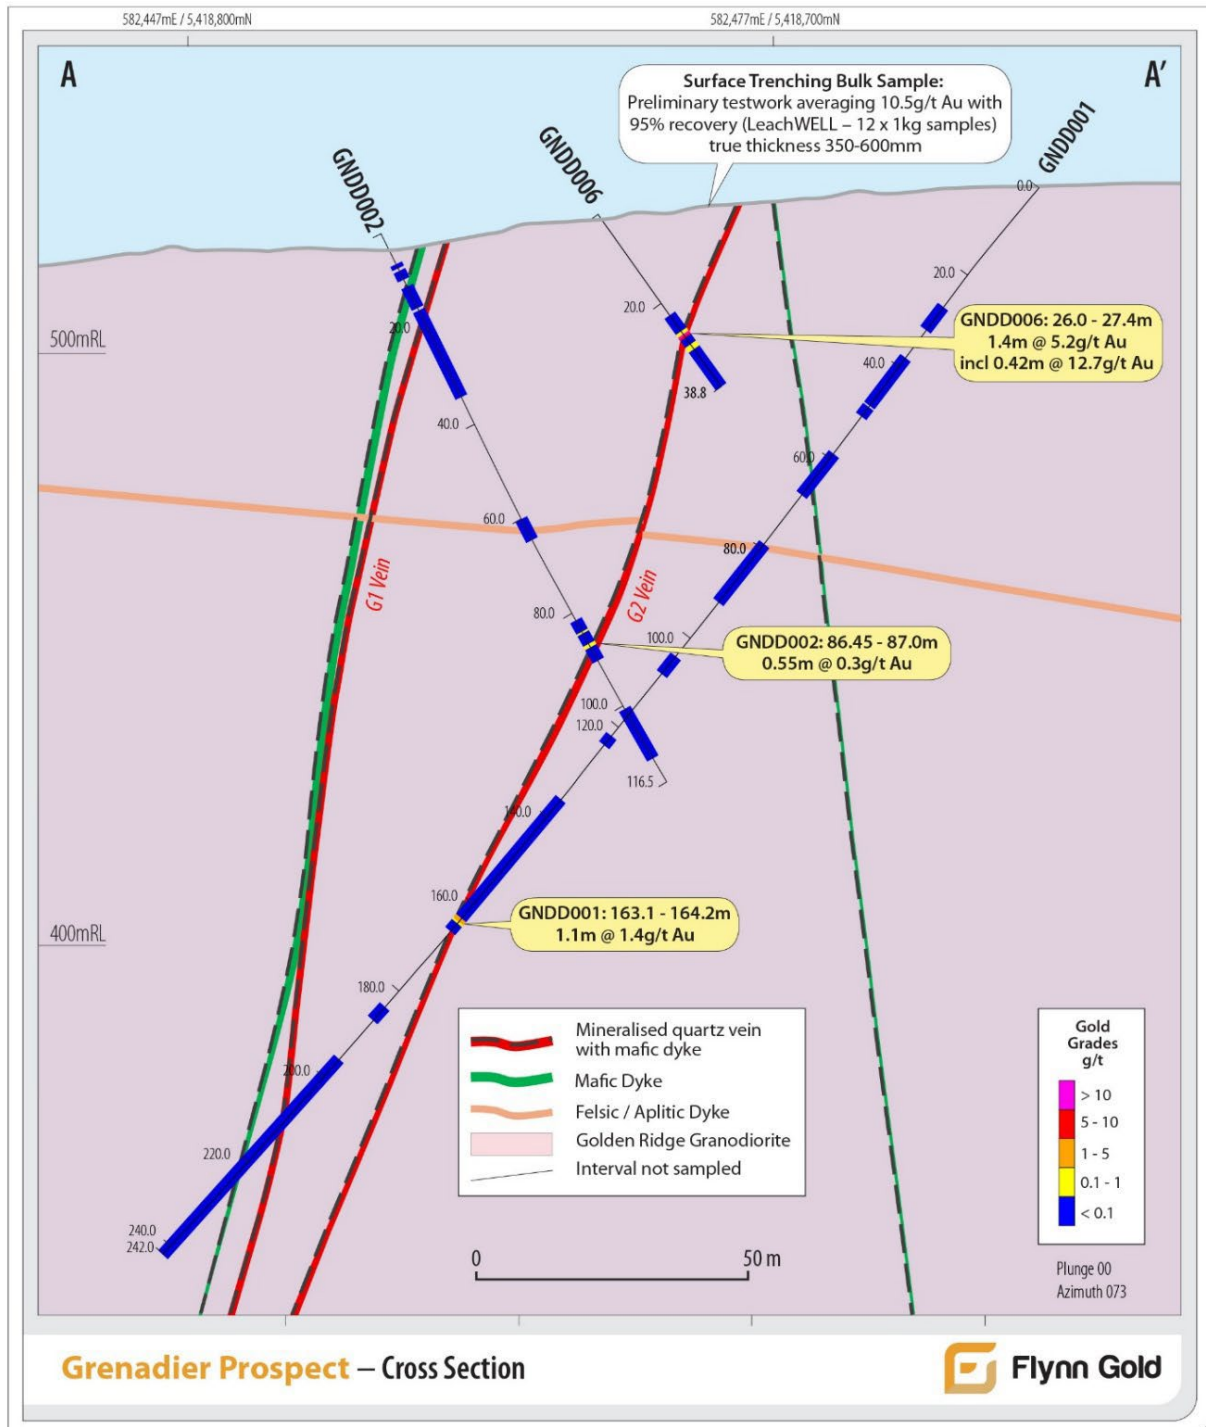 582,447mE / 5,418,800mN
582,477mE / 5,418,700mN
A
A′
Surface Trenching Bulk Sample:
Preliminary testwork averaging 10.5g/t Au with
95% recovery (LeachWELL – 12 x 1kg samples)
true thickness 350-600mm
GNDD002
GNDD006
GNDD001
0.0
20.0
20.0
GNDD006: 26.0 - 27.4m
1.4m @ 5.2g/t Au
incl 0.42m @ 12.7g/t Au
20.0
500mRL
40.0
38.8
40.0
60.0
60.0
80.0
G1 Vein
G2 Vein
80.0
100.0
GNDD002: 86.45 - 87.0m
0.55m @ 0.3g/t Au
100.0
120.0
116.5
140.0
160.0
GNDD001: 163.1 - 164.2m
1.1m @ 1.4g/t Au
400mRL
180.0
200.0
220.0
240.0
242.0
Mineralised quartz vein
with mafic dyke
Mafic Dyke
Felsic / Aplitic Dyke
Golden Ridge Granodiorite
Interval not sampled
Gold
Grades
g/t
> 10
5 - 10
1 - 5
0.1 - 1
< 0.1
0
50 m
Plunge 00
Azimuth 073
Grenadier Prospect – Cross Section
Flynn Gold